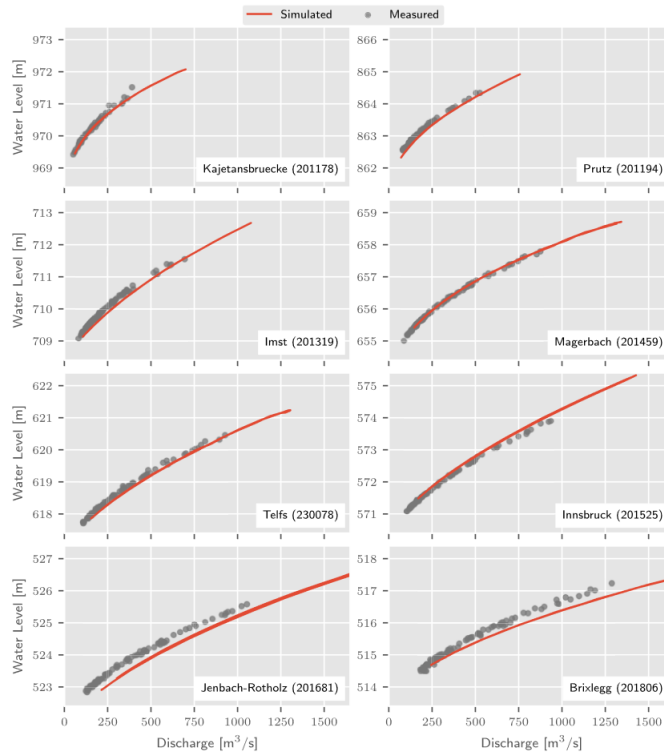 Simulated Measured
973
972
971
970
969
Water Level [m]
Kajetansbruecke (201178)
866
865
864
863
862
Prutz (201194)
713
712
711
710
709
Water Level [m]
Imst (201319)
659
658
657
656
655
Magerbach (201459)
622
621
620
619
618
Water Level [m]
Telfs (230078)
575
574
573
572
571
Innsbruck (201525)
527
526
525
524
523
Water Level [m]
Jenbach-Rotholz (201681)
0 250 500 750 1000 1250 1500
Discharge [m³/s]
518
517
516
515
514
Brixlegg (201806)
0 250 500 750 1000 1250 1500
Discharge [m³/s]